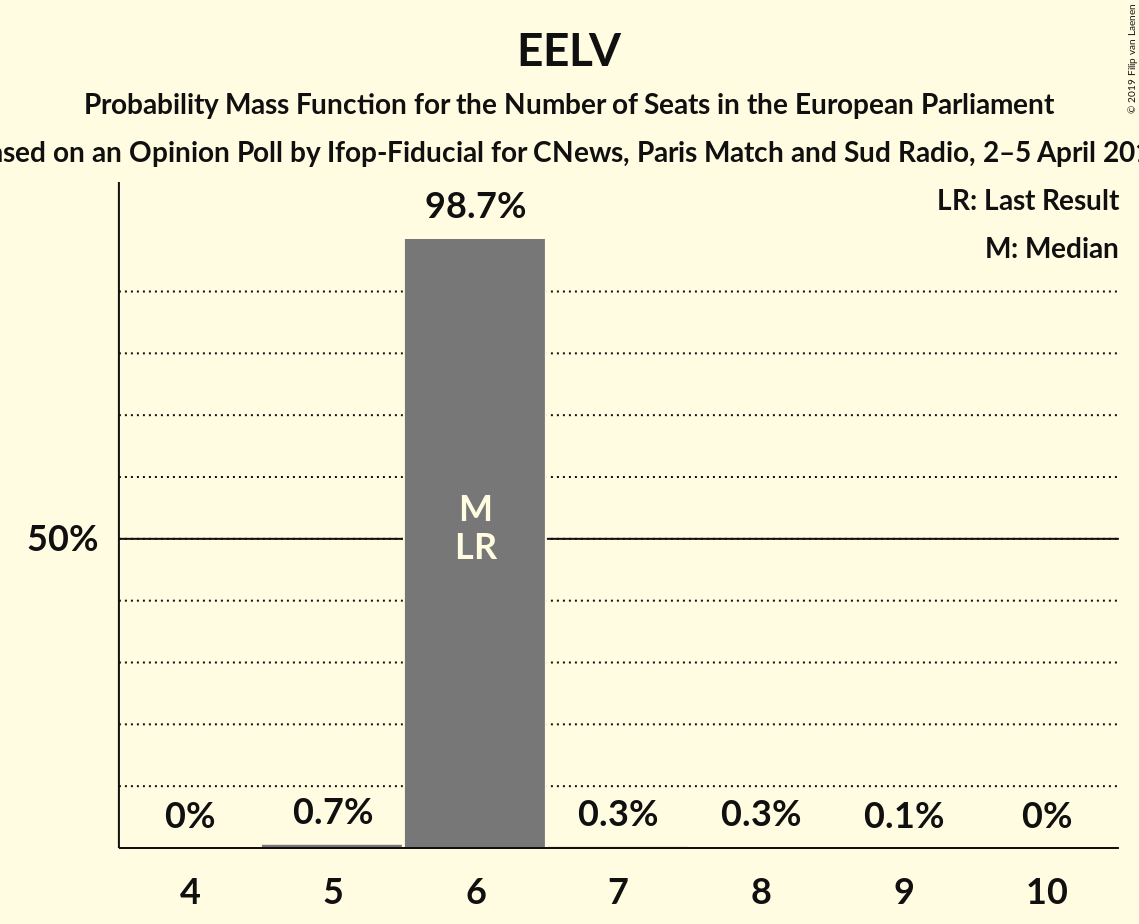 EELV
Probability Mass Function for the Number of Seats in the European Parliament
on an Opinion Poll by Ifop-Fiducial for CNews, Paris Match and Sud Radio, 2–5 April
© 2019 Filip van Laenen
LR: Last Result
M: Median
98.7%
M
LR
50%
0% 0.7% 0.3% 0.3% 0.1% 0%
4 5 6 7 8 9 10